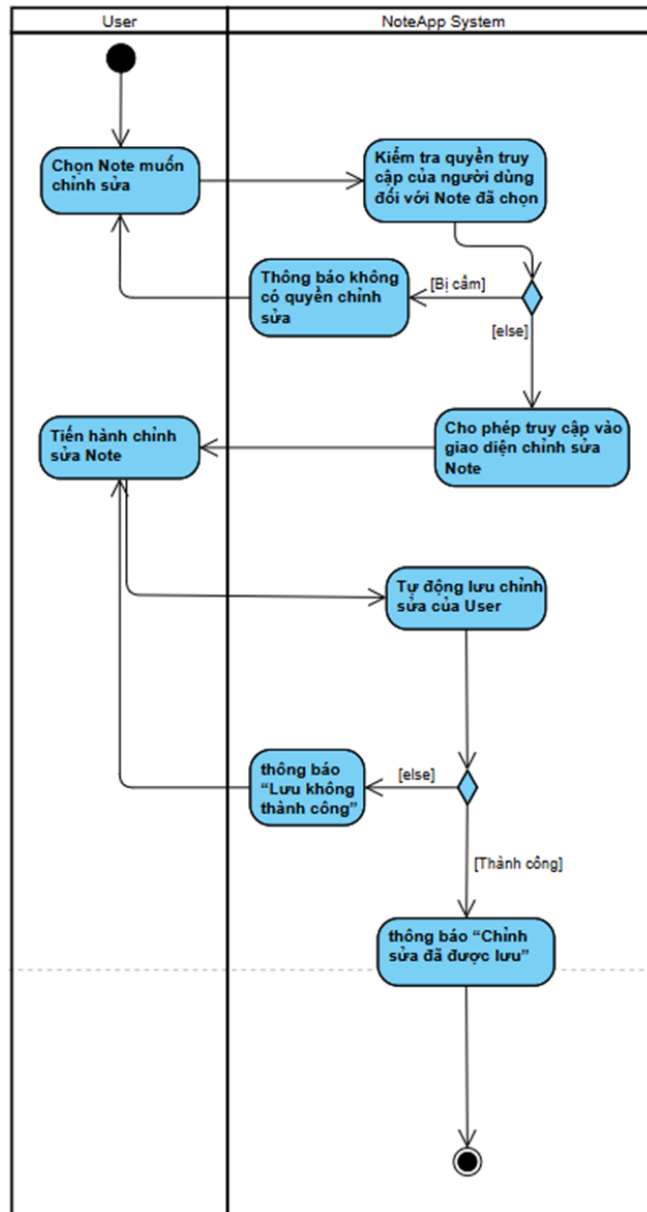 User
NoteApp System
Chọn Note muốn
chỉnh sửa
Kiểm tra quyền truy
cập của người dùng
đối với Note đã chọn
Thông báo không
có quyền chỉnh
sửa
[Bị cấm]
[else]
Tiến hành chỉnh
sửa Note
Cho phép truy cập vào
giao diện chỉnh sửa
Note
Tự động lưu chỉnh
sửa của User
thông báo
“Lưu không
thành công”
[else]
[Thành công]
thông báo “Chỉnh
sửa đã được lưu”